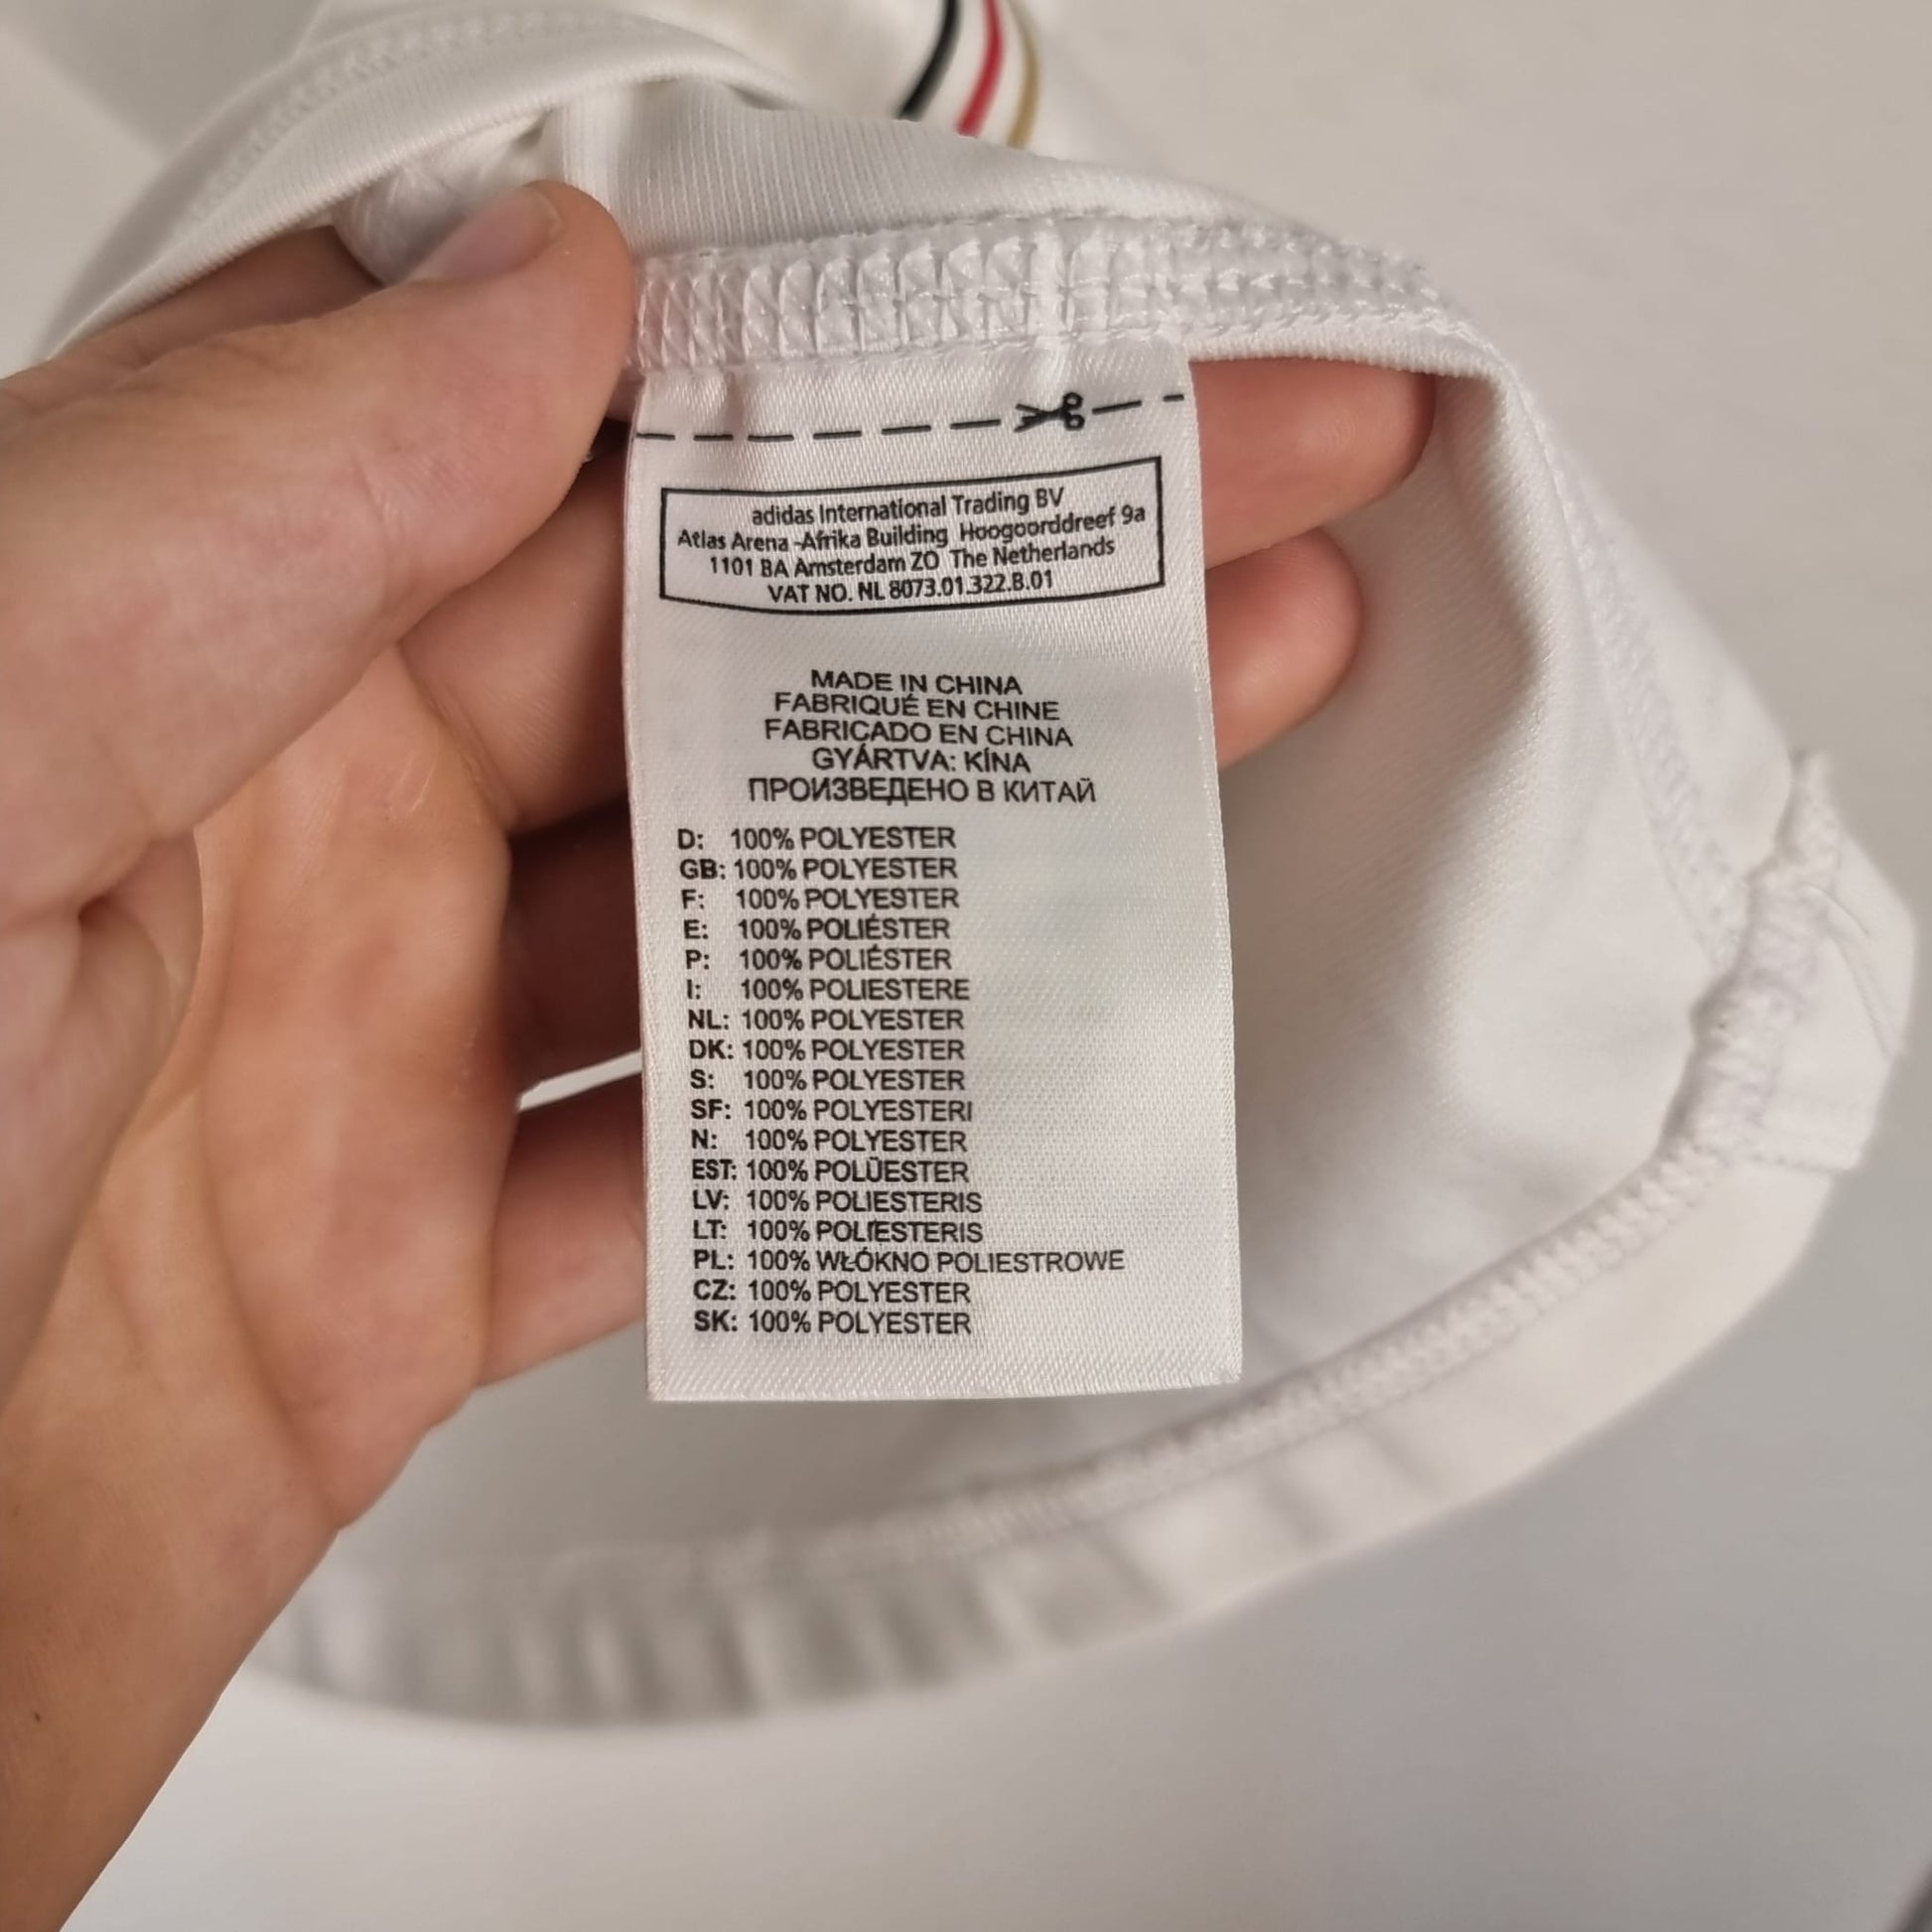 adidas International Trading BV
Atlas Arena -Afrika Building Hoogoorddreef 9a
1101 BA Amsterdam ZO The Netherlands
VAT NO. NL 8073.01.322.B.01
MADE IN CHINA
FABRIQUÉ EN CHINE
FABRICADO EN CHINA
GYÁRTVA: KÍNA
ПРОИЗВЕДЕНО В КИТАЙ
D: 100% POLYESTER
GB: 100% POLYESTER
F: 100% POLYESTER
E: 100% POLIÉSTER
P: 100% POLIÉSTER
I: 100% POLIESTERE
NL: 100% POLYESTER
DK: 100% POLYESTER
S: 100% POLYESTER
SF: 100% POLYESTERI
N: 100% POLYESTER
EST: 100% POLÜESTER
LV: 100% POLIESTERIS
LT: 100% POLIESTERIS
PL: 100% WŁÓKNO POLIESTROWE
CZ: 100% POLYESTER
SK: 100% POLYESTER